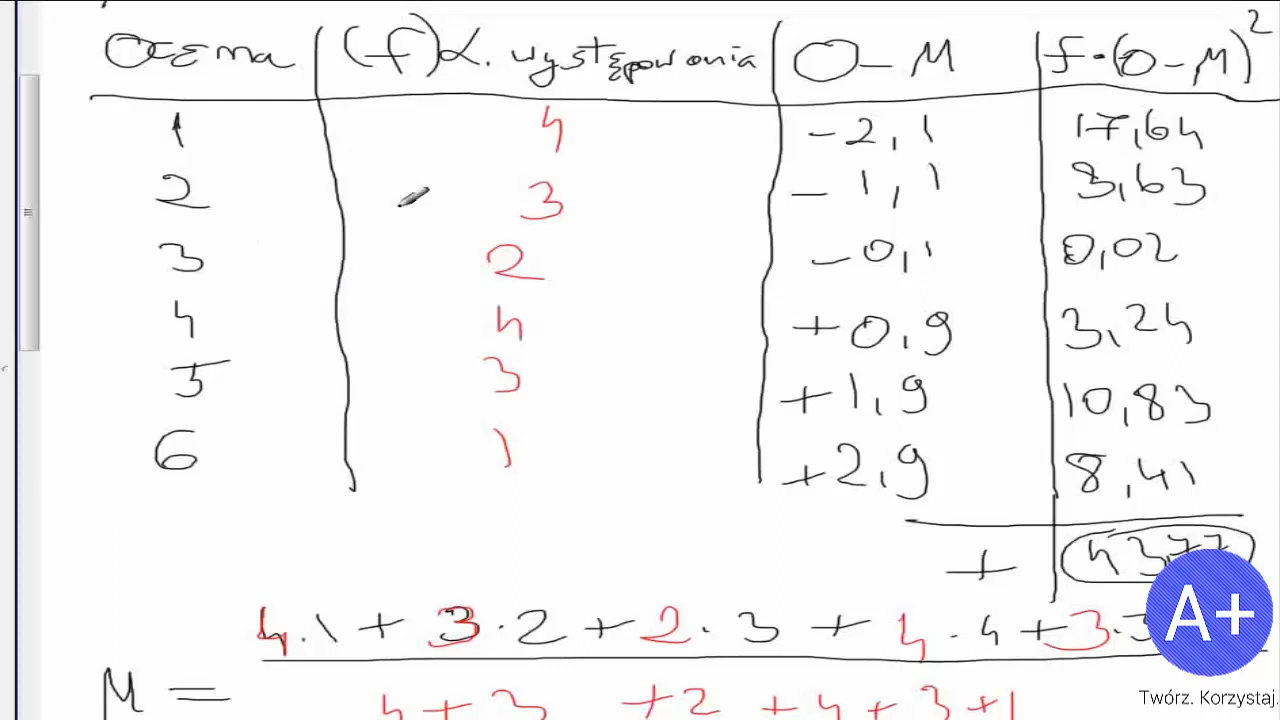 Ocena (f) L. występowania O - M f·(O - M)²
1 4 -2,1 17,64
2 3 -1,1 3,63
3 2 -0,1 0,02
4 4 +0,9 3,24
5 3 +1,9 10,83
6 1 +2,9 8,41
+ 43,77
4·1 + 3·2 + 2·3 + 4·4 + 3·
M =
4 + 3 + 2 + 4 + 3 + 1
A+
Twórz. Korzystaj.